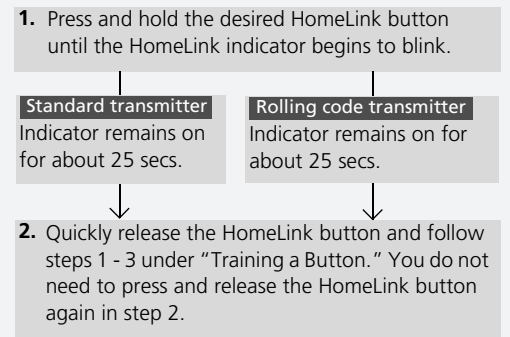 1. Press and hold the desired HomeLink button
until the HomeLink indicator begins to blink.
Standard transmitter
Indicator remains on
for about 25 secs.
Rolling code transmitter
Indicator remains on for
about 25 secs.
2. Quickly release the HomeLink button and follow
steps 1 - 3 under “Training a Button.” You do not
need to press and release the HomeLink button
again in step 2.